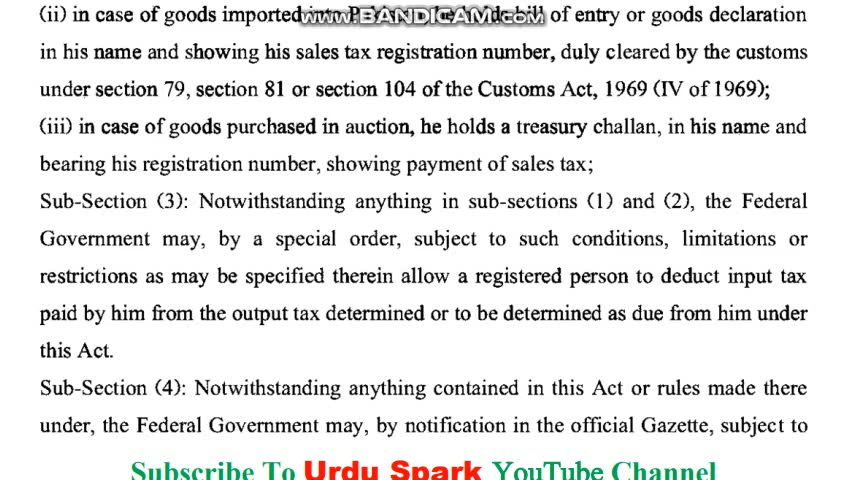 (ii) in case of goods imported into Pakistan, he holds bill of entry or goods declaration
www.BANDICAM.com
in his name and showing his sales tax registration number, duly cleared by the customs
under section 79, section 81 or section 104 of the Customs Act, 1969 (IV of 1969);
(iii) in case of goods purchased in auction, he holds a treasury challan, in his name and
bearing his registration number, showing payment of sales tax;
Sub-Section (3): Notwithstanding anything in sub-sections (1) and (2), the Federal
Government may, by a special order, subject to such conditions, limitations or
restrictions as may be specified therein allow a registered person to deduct input tax
paid by him from the output tax determined or to be determined as due from him under
this Act.
Sub-Section (4): Notwithstanding anything contained in this Act or rules made there
under, the Federal Government may, by notification in the official Gazette, subject to
Subscribe To Urdu Spark YouTube Channel